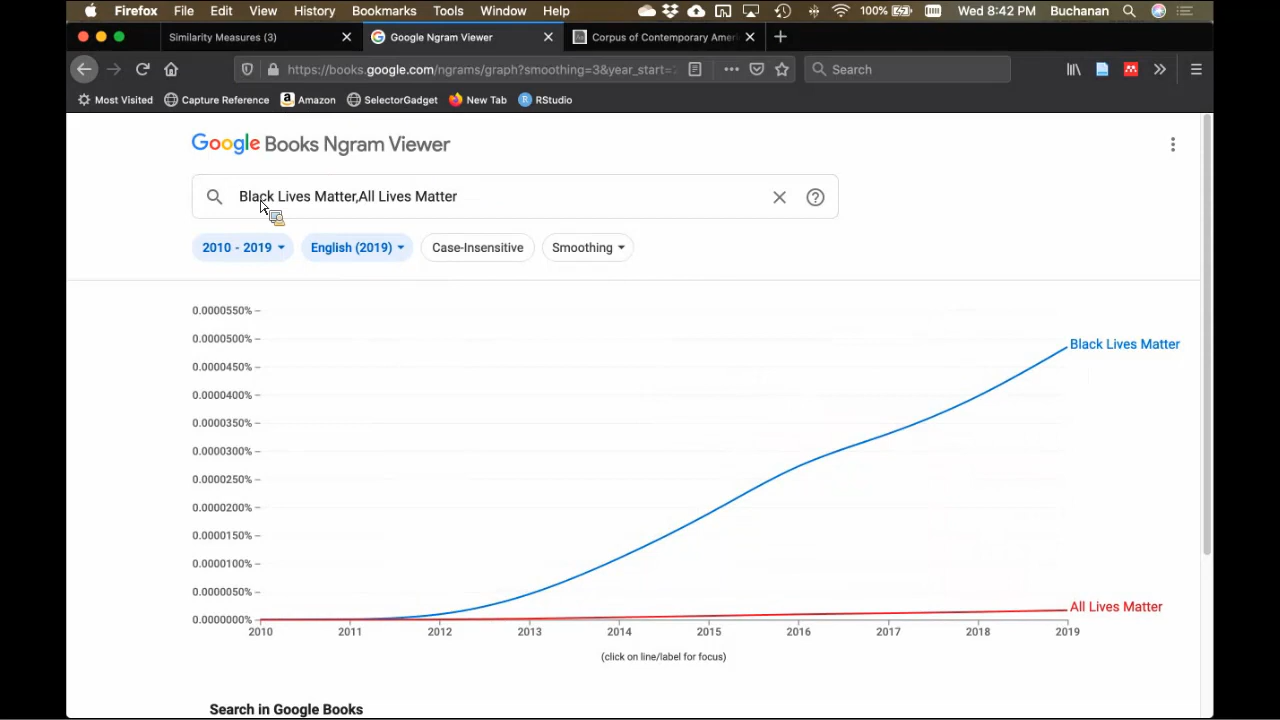 Firefox File Edit View History Bookmarks Tools Window Help 100% Wed 8:42 PM Buchanan
Similarity Measures (3) Google Ngram Viewer Corpus of Contemporary Amer
https://books.google.com/ngrams/graph?smoothing=3&year_start= Search
Most Visited Capture Reference Amazon SelectorGadget New Tab RStudio
Google Books Ngram Viewer
Black Lives Matter,All Lives Matter
2010 - 2019 English (2019) Case-Insensitive Smoothing
0.0000550%
0.0000500%
Black Lives Matter
0.0000450%
0.0000400%
0.0000350%
0.0000300%
0.0000250%
0.0000200%
0.0000150%
0.0000100%
0.0000050%
All Lives Matter
0.0000000%
2010 2011 2012 2013 2014 2015 2016 2017 2018 2019
(click on line/label for focus)
Search in Google Books